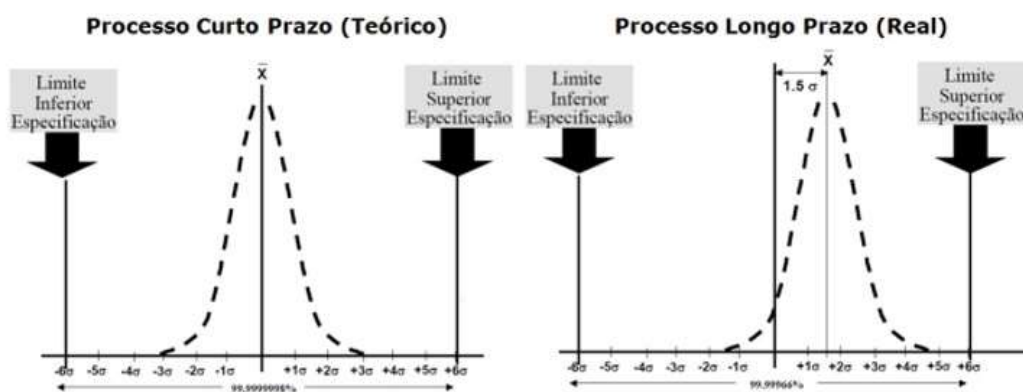 Processo Curto Prazo (Teórico)
Limite
Inferior
Especificação
X̄
Limite
Superior
Especificação
-6σ -5σ -4σ -3σ -2σ -1σ +1σ +2σ +3σ +4σ +5σ +6σ
99,9999998%
Processo Longo Prazo (Real)
Limite
Inferior
Especificação
X̄
1.5 σ
Limite
Superior
Especificação
-6σ -5σ -4σ -3σ -2σ -1σ +1σ +2σ +3σ +4σ +5σ +6σ
99,99966%